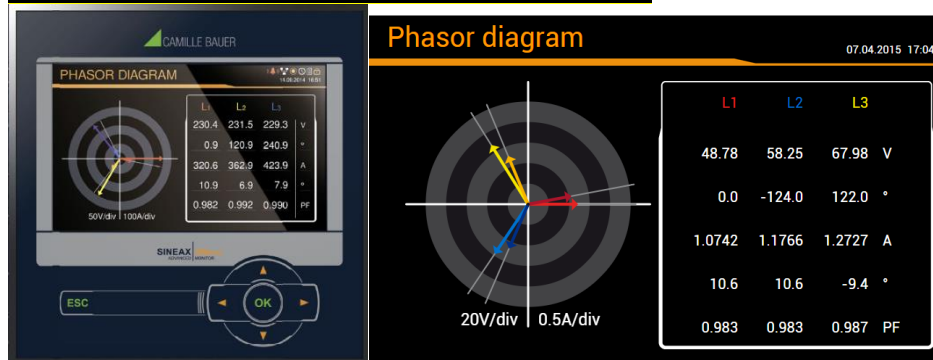 CAMILLE BAUER
PHASOR DIAGRAM
L1 L2 L3
230.4 231.5 229.3 V
0.9 120.9 240.9 °
320.6 362.9 423.9 A
10.9 6.9 7.9 °
0.982 0.992 0.990 PF
50V/div 100A/div
SINEAX
ESC
OK
Phasor diagram
07.04.2015 17:04
L1 L2 L3
48.78 58.25 67.98 V
0.0 -124.0 122.0 °
1.0742 1.1766 1.2727 A
10.6 10.6 -9.4 °
0.983 0.983 0.987 PF
20V/div 0.5A/div